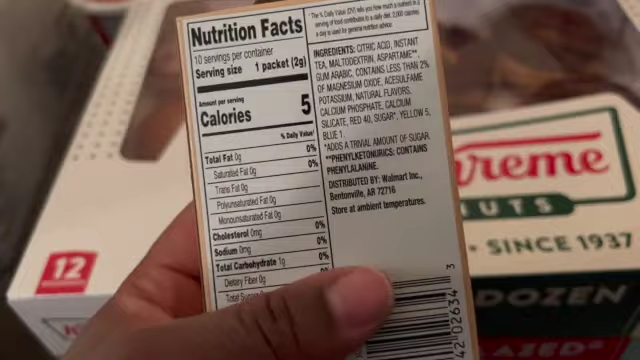 Nutrition Facts
10 servings per container
Serving size 1 packet (2g)
Amount per serving
Calories 5
% Daily Value*
Total Fat 0g 0%
Saturated Fat 0g 0%
Trans Fat 0g
Polyunsaturated Fat 0g
Monounsaturated Fat 0g
Cholesterol 0mg 0%
Sodium 0mg 0%
Total Carbohydrate 1g 0%
Dietary Fiber 0g 0%
Total
*The % Daily Value (DV) tells you how much a nutrient in a
serving of food contributes to a daily diet. 2,000 calories
a day is used for general nutrition advice.
INGREDIENTS: CITRIC ACID, INSTANT
TEA, MALTODEXTRIN, ASPARTAME**,
GUM ARABIC, CONTAINS LESS THAN 2%
OF MAGNESIUM OXIDE, ACESULFAME
POTASSIUM, NATURAL FLAVORS,
CALCIUM PHOSPHATE, CALCIUM
SILICATE, RED 40, SUGAR*, YELLOW 5,
BLUE 1.
*ADDS A TRIVIAL AMOUNT OF SUGAR.
**PHENYLKETONURICS: CONTAINS
PHENYLALANINE.
DISTRIBUTED BY: Walmart Inc.,
Bentonville, AR 72716
Store at ambient temperatures.
42 02634 3
12
reme
NUTS
• SINCE 1937
DOZEN
AZED®